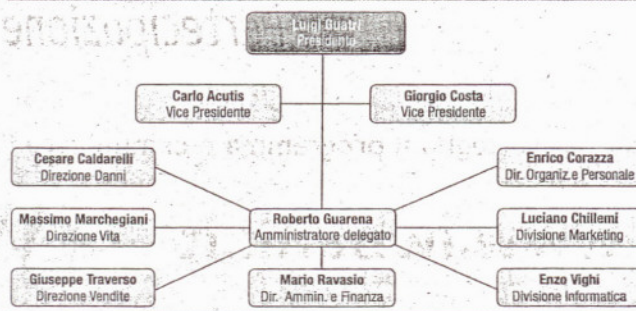 Luigi Guatri
Presidente
Carlo Acutis
Vice Presidente
Giorgio Costa
Vice Presidente
Cesare Caldarelli
Direzione Danni
Enrico Corazza
Dir. Organiz.e Personale
Massimo Marchegiani
Direzione Vita
Roberto Guarena
Amministratore delegato
Luciano Chillemi
Divisione Marketing
Giuseppe Traverso
Direzione Vendite
Mario Ravasio
Dir. Ammin. e Finanza
Enzo Vighi
Divisione Informatica